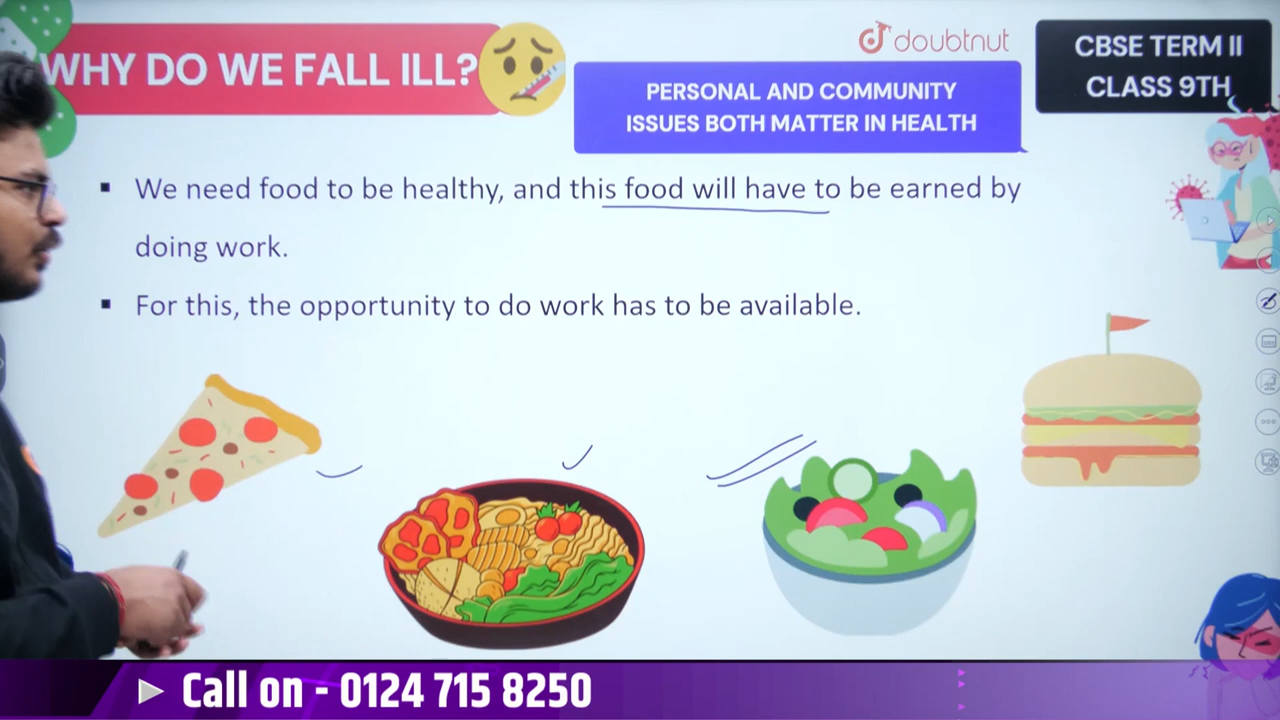 WHY DO WE FALL ILL?
doubtnut
PERSONAL AND COMMUNITY
ISSUES BOTH MATTER IN HEALTH
CBSE TERM II
CLASS 9TH
▪ We need food to be healthy, and this food will have to be earned by
doing work.
▪ For this, the opportunity to do work has to be available.
Call on - 0124 715 8250